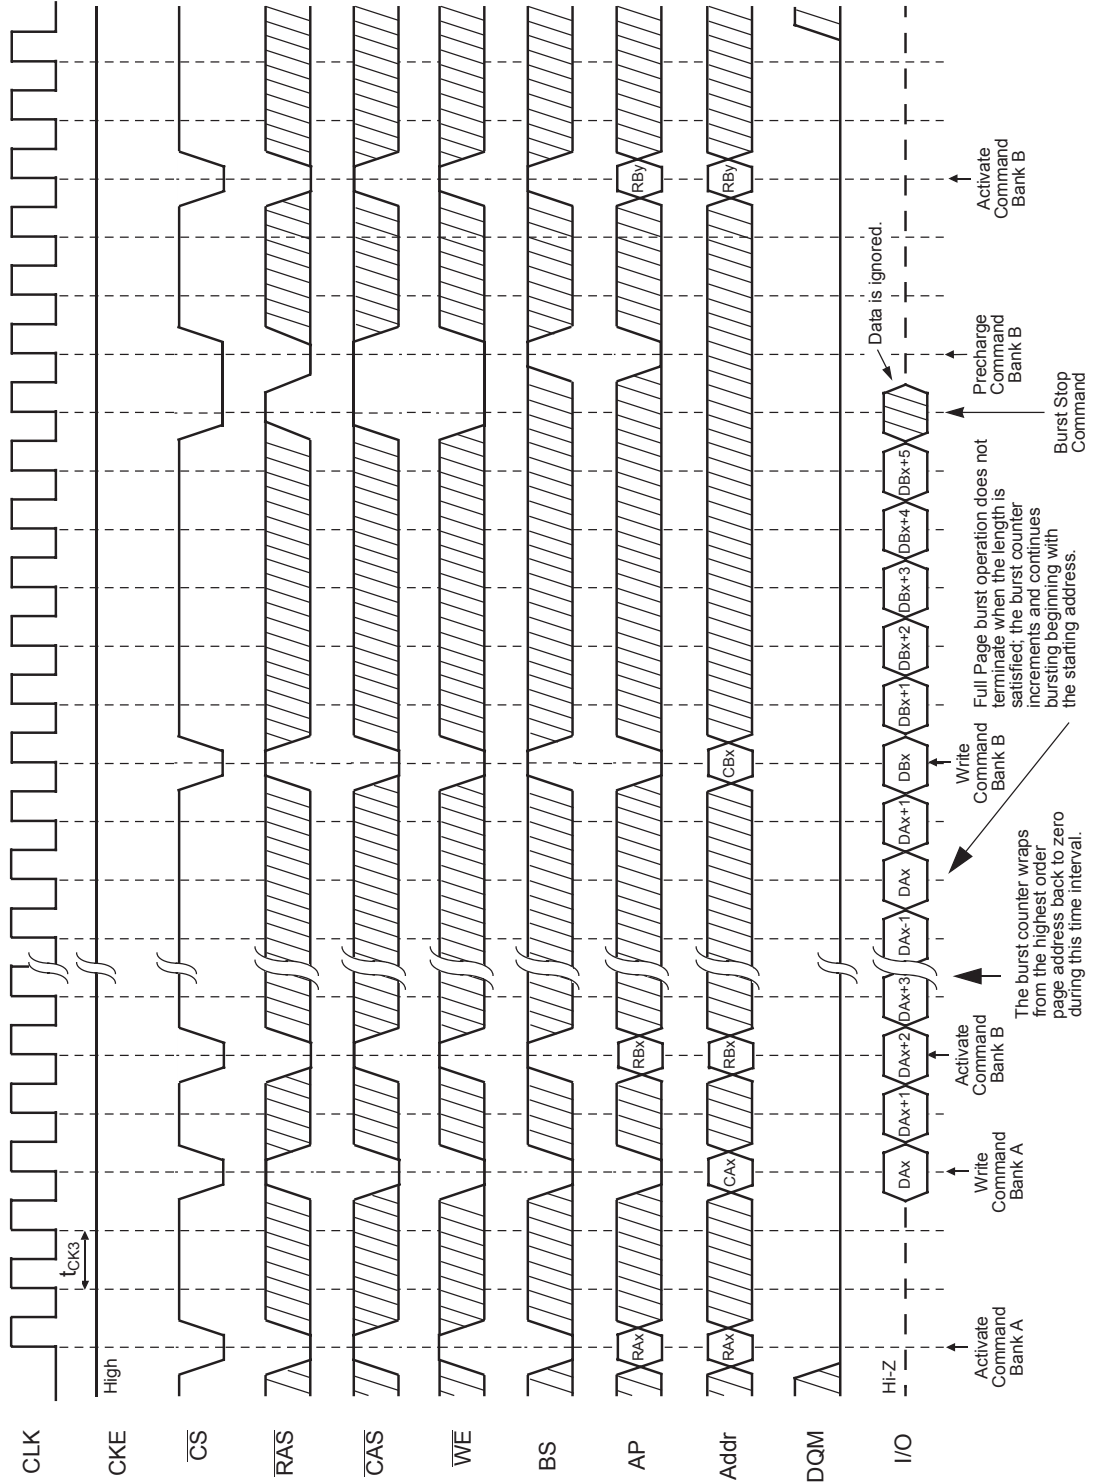 CLK
tCK3
CKE
High
CS
RAS
CAS
WE
BS
AP
RAx
RBx
RBy
Addr
RAx
CAx
RBx
CBx
RBy
DQM
I/O
Hi-Z
DAx
DAx+1
DAx+2
DAx+3
DAx-1
DAx
DAx+1
DBx
DBx+1
DBx+2
DBx+3
DBx+4
DBx+5
Data is ignored.
Activate
Command
Bank A
Write
Command
Bank A
Activate
Command
Bank B
The burst counter wraps
from the highest order
page address back to zero
during this time interval.
Write
Command
Bank B
Full Page burst operation does not
terminate when the length is
satisfied; the burst counter
increments and continues
bursting beginning with
the starting address.
Burst Stop
Command
Precharge
Command
Bank B
Activate
Command
Bank B